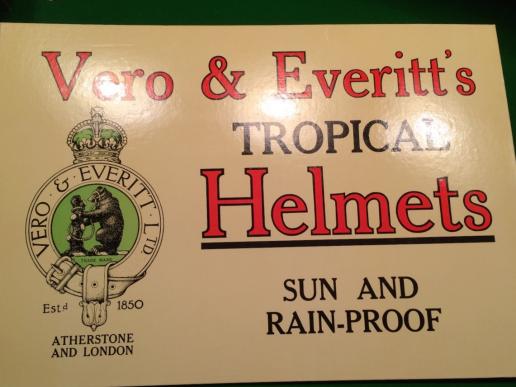 Vero & Everitt's
TROPICAL
Helmets
SUN AND
RAIN-PROOF
VERO · & · EVERITT · LTD
TRADE MARK
Estd 1850
ATHERSTONE
AND LONDON